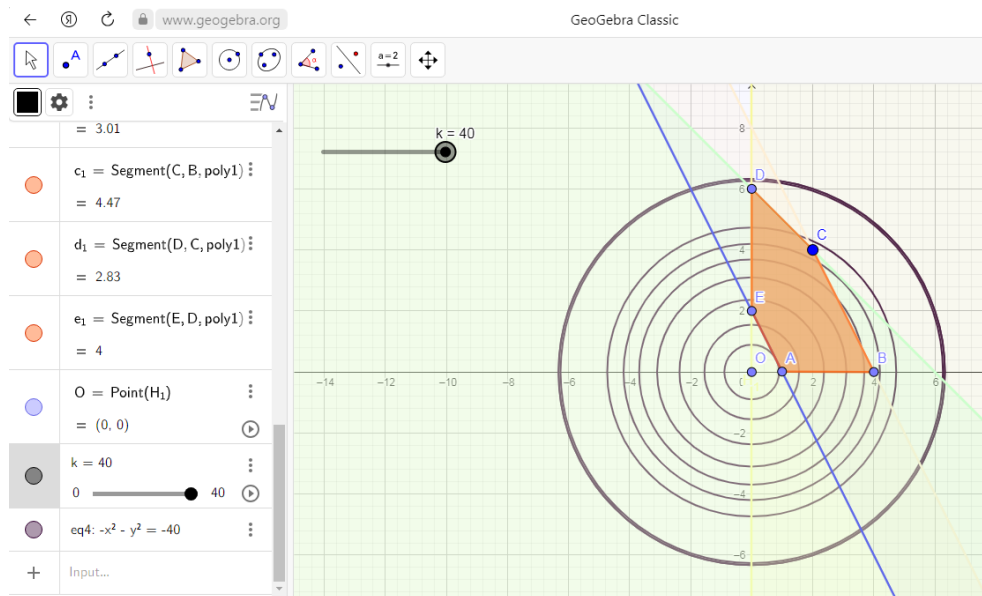 www.geogebra.org
GeoGebra Classic
A
a=2
= 3.01
c₁ = Segment(C, B, poly1)
= 4.47
d₁ = Segment(D, C, poly1)
= 2.83
e₁ = Segment(E, D, poly1)
= 4
O = Point(H₁)
= (0, 0)
k = 40
0 40
eq4: -x² - y² = -40
+ Input...
k = 40
8
D
6
C
4
E
2
O A B
-14 -12 -10 -8 -6 -4 -2 0 2 4 6
-2
-4
-6